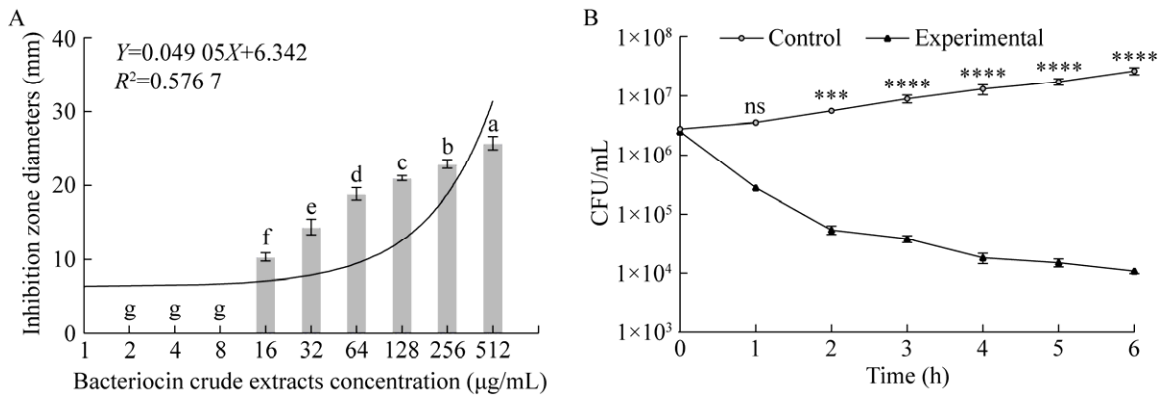 A
Y=0.049 05X+6.342
R²=0.576 7
Inhibition zone diameters (mm)
40
30
20
10
0
g g g f e d c b a
1 2 4 8 16 32 64 128 256 512
Bacteriocin crude extracts concentration (μg/mL)
B
Control Experimental
CFU/mL
1×10⁸
1×10⁷
1×10⁶
1×10⁵
1×10⁴
1×10³
ns *** **** **** **** ****
0 1 2 3 4 5 6
Time (h)